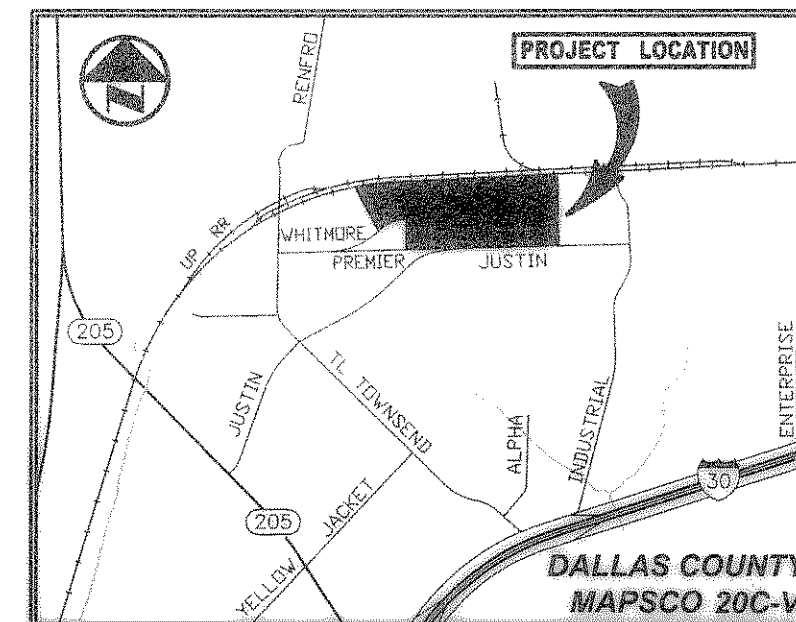 PROJECT LOCATION
RENFRO
UP RR
WHITMORE
PREMIER
JUSTIN
205
JUSTIN
TL TOWNSEND
ALPHA
INDUSTRIAL
ENTERPRISE
30
205
YELLOW JACKET
DALLAS COUNTY
MAPSCO 20C-V
N